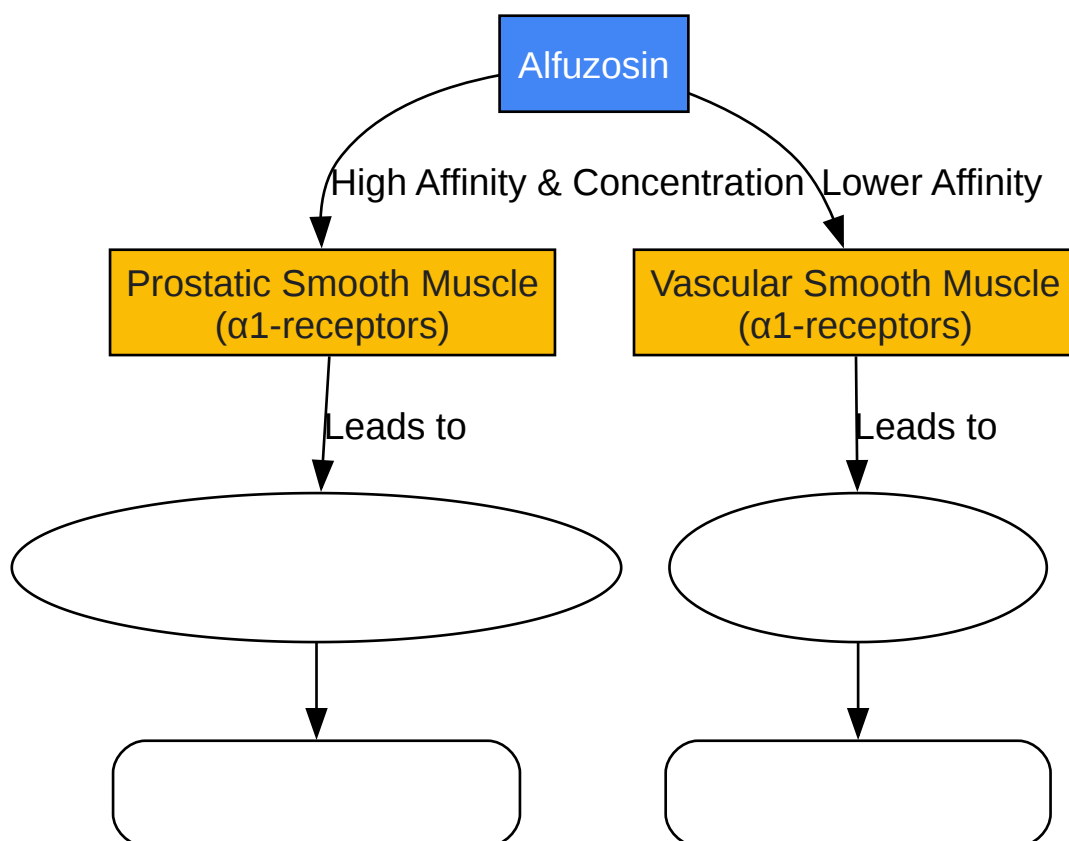 Alfuzosin
High Affinity & Concentration
Lower Affinity
Prostatic Smooth Muscle
(α1-receptors)
Vascular Smooth Muscle
(α1-receptors)
Leads to
Leads to